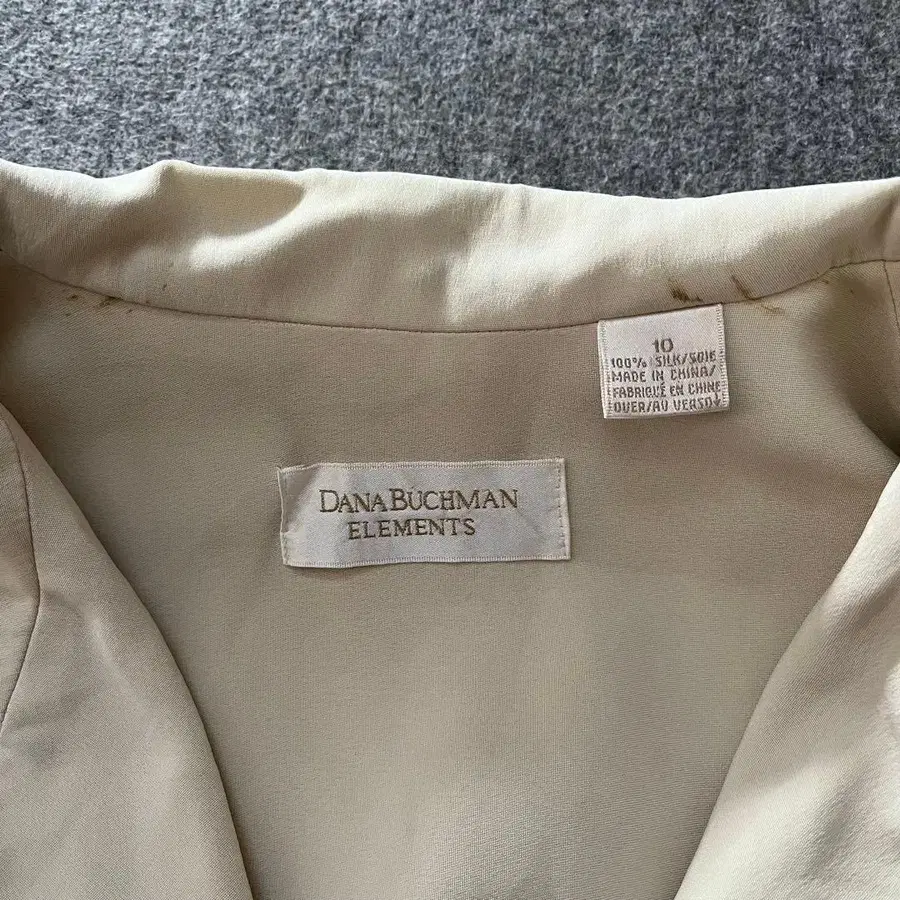 10
100% SILK/SOIE
MADE IN CHINA/
FABRIQUÉ EN CHINE
OVER/AU VERSO↓
DANA BUCHMAN
ELEMENTS